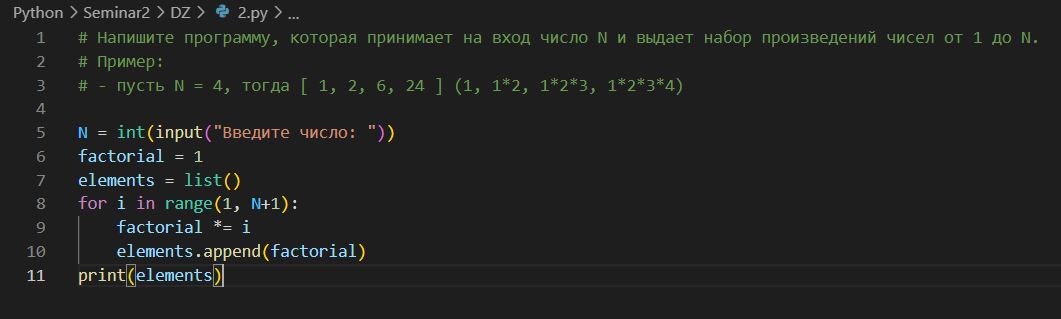 Python > Seminar2 > DZ > 2.py > ...
1 # Напишите программу, которая принимает на вход число N и выдает набор произведений чисел от 1 до N.
2 # Пример:
3 # - пусть N = 4, тогда [ 1, 2, 6, 24 ] (1, 1*2, 1*2*3, 1*2*3*4)
4
5 N = int(input("Введите число: "))
6 factorial = 1
7 elements = list()
8 for i in range(1, N+1):
9     factorial *= i
10     elements.append(factorial)
11 print(elements)